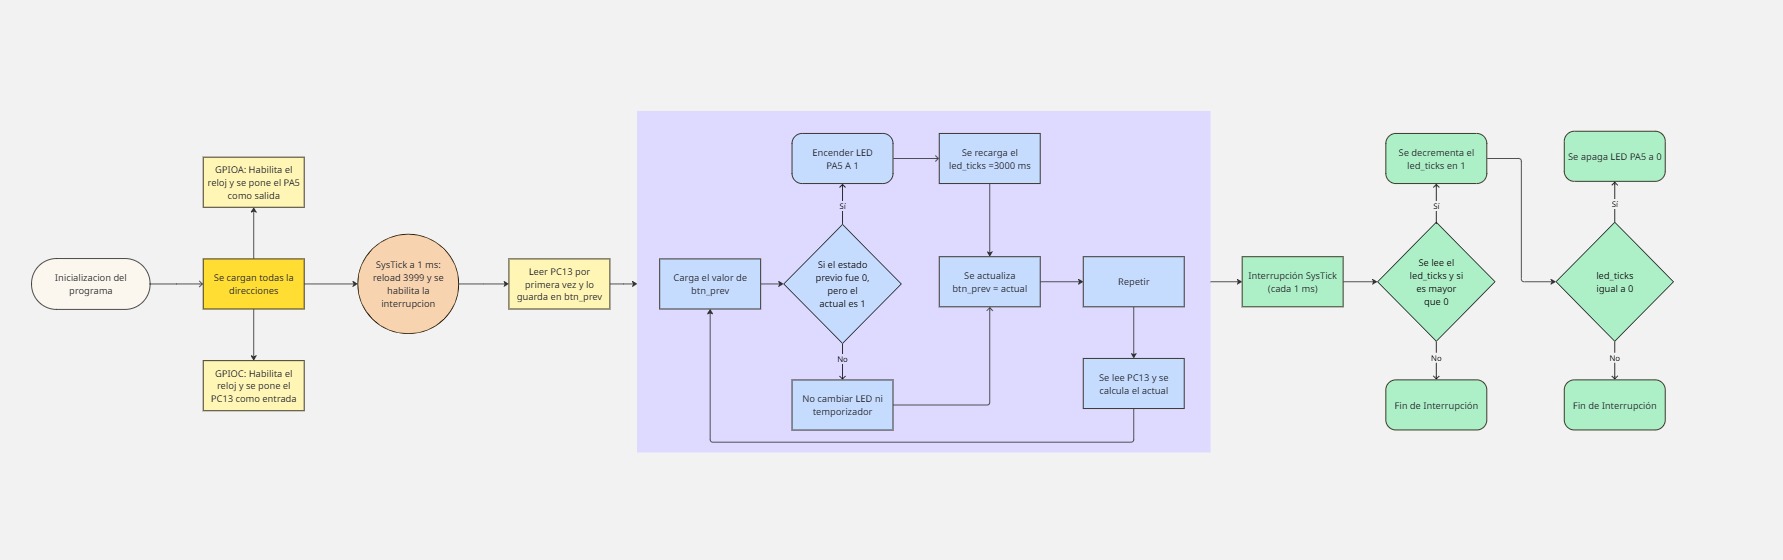 Inicializacion del
programa
GPIOA: Habilita el
reloj y se pone el PA5
como salida
Se cargan todas la
direcciones
GPIOC: Habilita el
reloj y se pone el
PC13 como entrada
SysTick a 1 ms:
reload 3999 y se
habilita la
interrupcion
Leer PC13 por
primera vez y lo
guarda en btn_prev
Carga el valor de
btn_prev
Si el estado
previo fue 0,
pero el
actual es 1
Sí
Encender LED
PA5 A 1
Se recarga el
led_ticks =3000 ms
No
No cambiar LED ni
temporizador
Se actualiza
btn_prev = actual
Repetir
Se lee PC13 y se
calcula el actual
Interrupción SysTick
(cada 1 ms)
Se lee el
led_ticks y si
es mayor
que 0
Sí
Se decrementa el
led_ticks en 1
No
Fin de Interrupción
led_ticks
igual a 0
Sí
Se apaga LED PA5 a 0
No
Fin de Interrupción